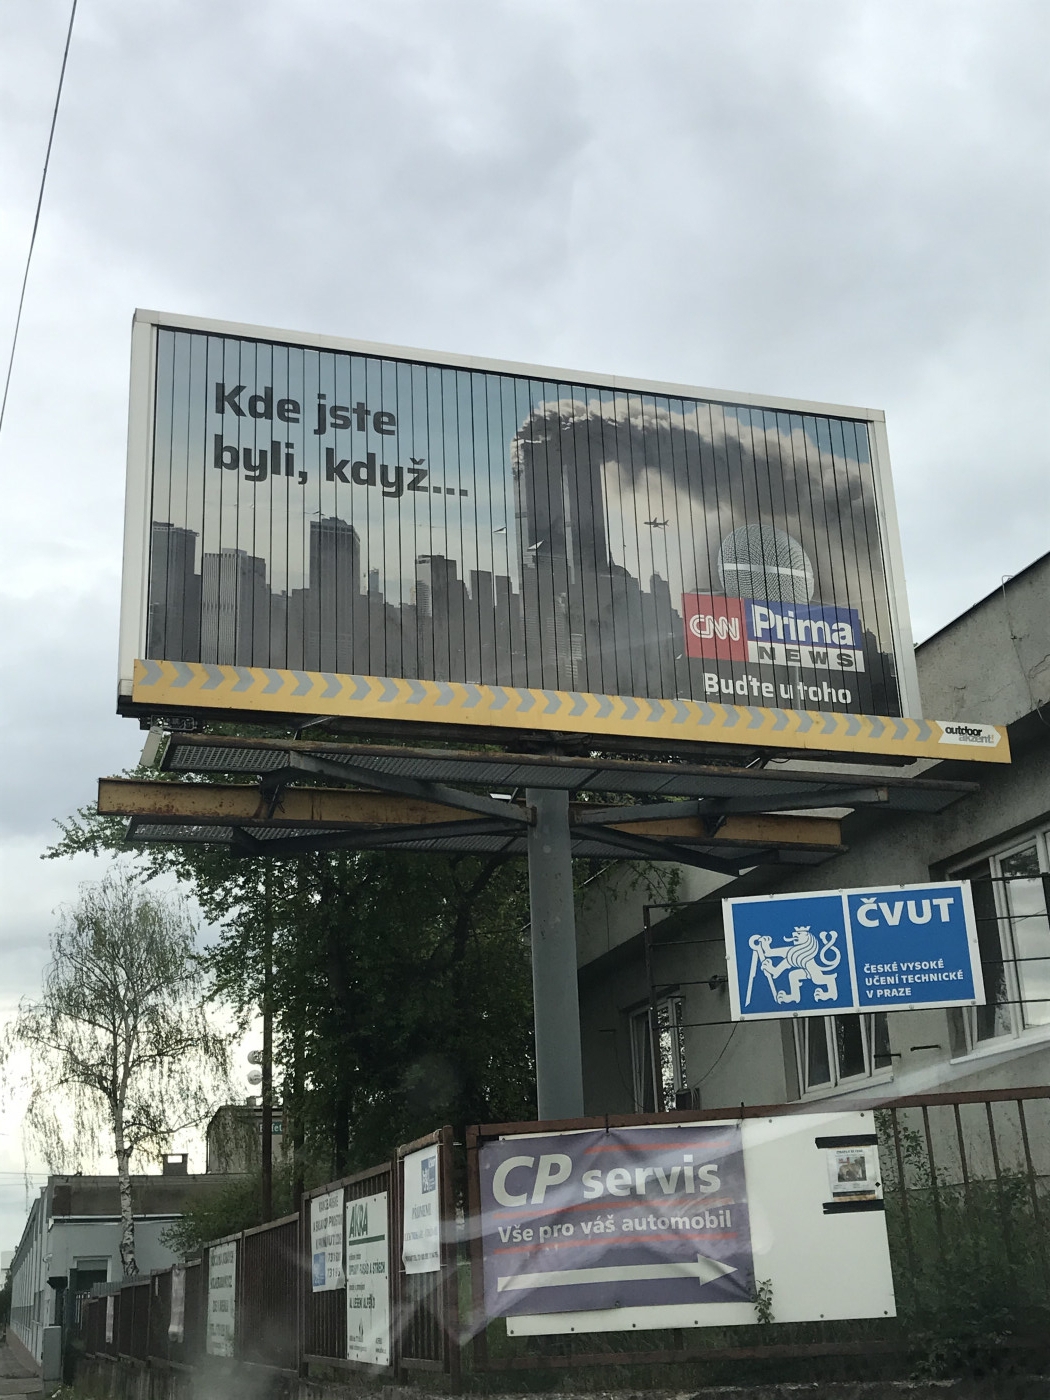 Kde jste
byli, když...
CNN Prima
NEWS
Buďte u toho
outdoor
akzent
ČVUT
ČESKÉ VYSOKÉ
UČENÍ TECHNICKÉ
V PRAZE
CP servis
Vše pro váš automobil